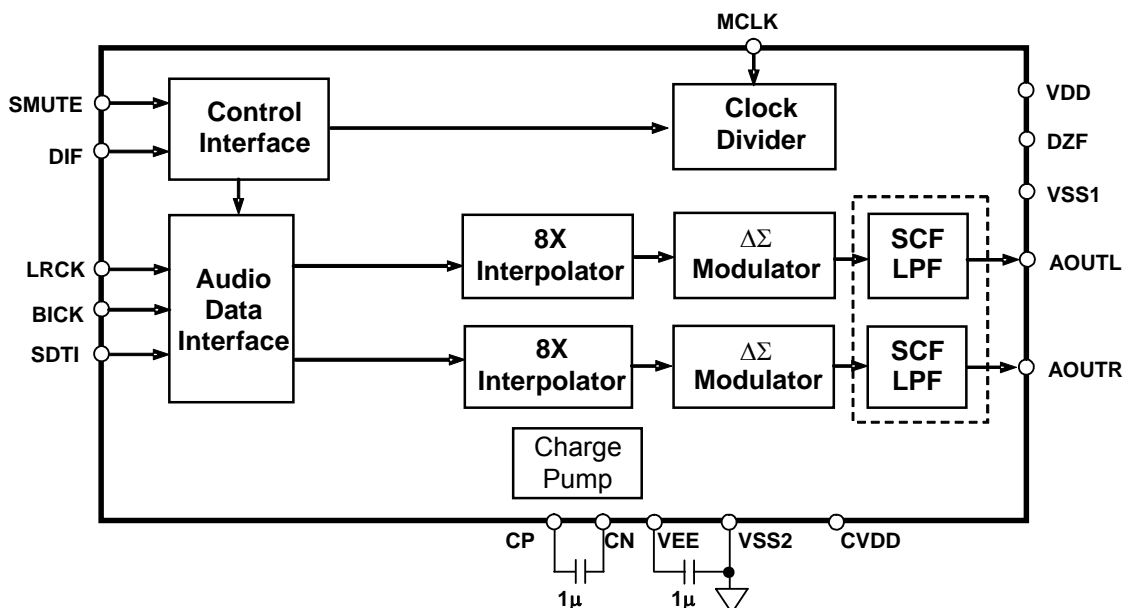 MCLK
SMUTE
DIF
Control
Interface
Clock
Divider
VDD
DZF
VSS1
LRCK
BICK
SDTI
Audio
Data
Interface
8X
Interpolator
ΔΣ
Modulator
SCF
LPF
AOUTL
8X
Interpolator
ΔΣ
Modulator
SCF
LPF
AOUTR
Charge
Pump
CP
CN
VEE
VSS2
CVDD
1μ
1μ